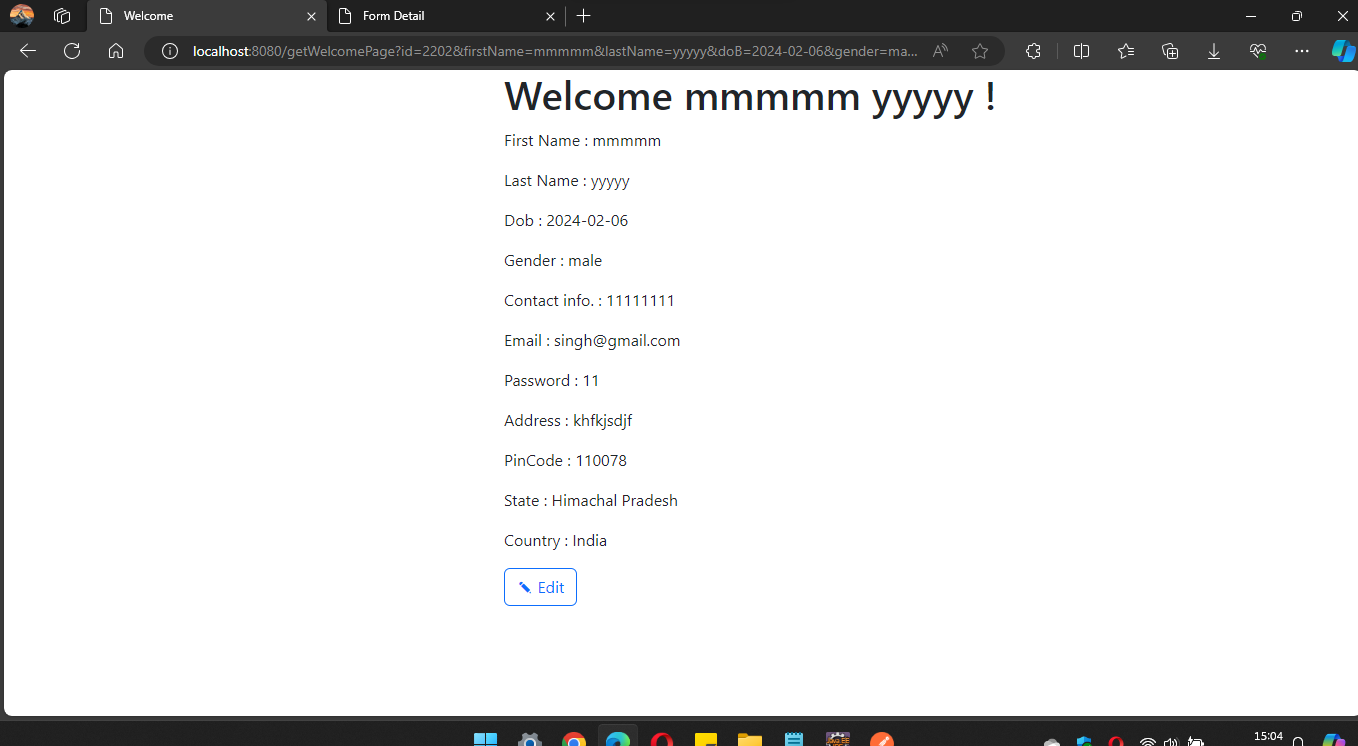 Welcome
Form Detail
localhost:8080/getWelcomePage?id=2202&firstName=mmmmm&lastName=yyyyy&doB=2024-02-06&gender=ma...
Welcome mmmmm yyyyy !
First Name : mmmmm
Last Name : yyyyy
Dob : 2024-02-06
Gender : male
Contact info. : 11111111
Email : singh@gmail.com
Password : 11
Address : khfkjsdjf
PinCode : 110078
State : Himachal Pradesh
Country : India
Edit
15:04